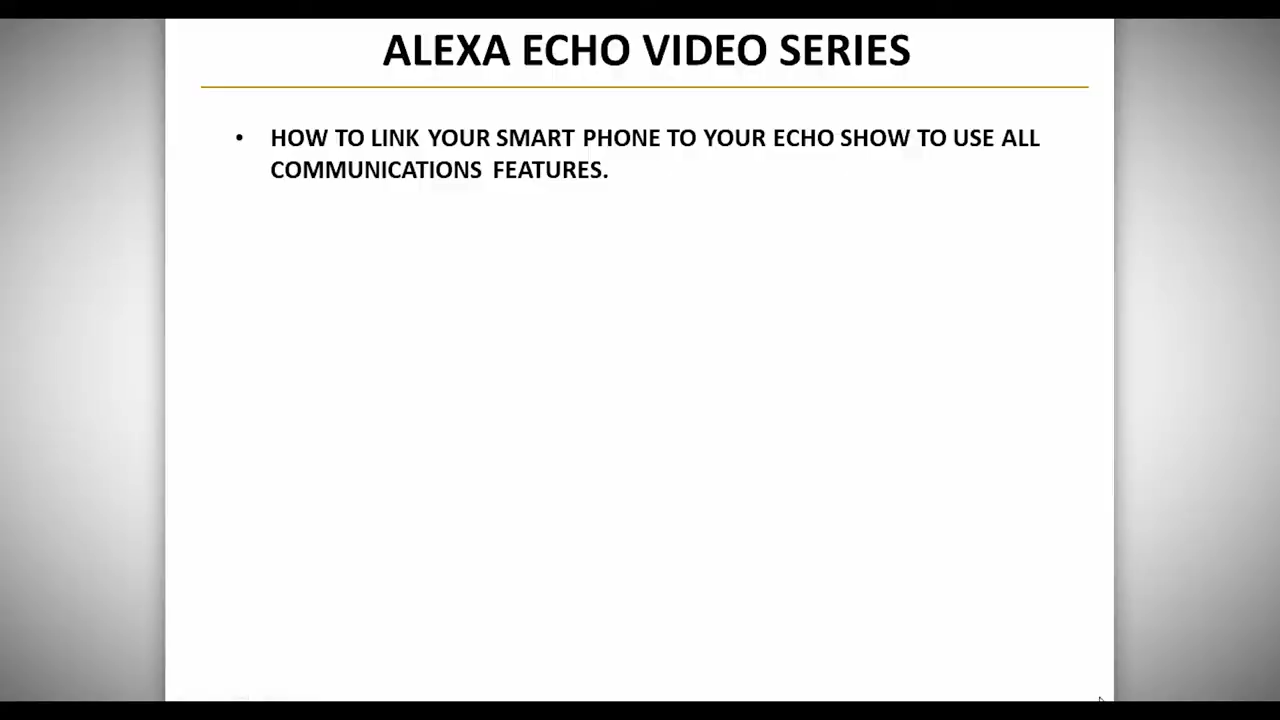 ALEXA ECHO VIDEO SERIES
• HOW TO LINK YOUR SMART PHONE TO YOUR ECHO SHOW TO USE ALL
COMMUNICATIONS FEATURES.